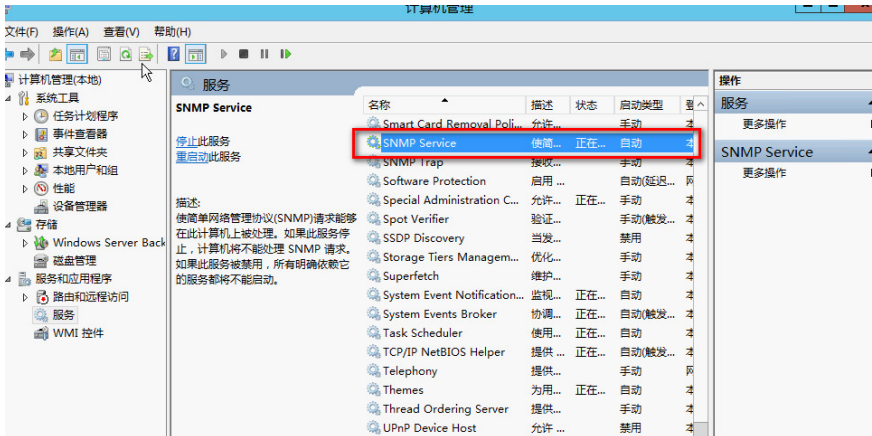 计算机管理
文件(F) 操作(A) 查看(V) 帮助(H)
计算机管理(本地)
系统工具
任务计划程序
事件查看器
共享文件夹
本地用户和组
性能
设备管理器
存储
Windows Server Back
磁盘管理
服务和应用程序
路由和远程访问
服务
WMI 控件
服务
SNMP Service
停止此服务
重启动此服务
描述:
使简单网络管理协议(SNMP)请求能够
在此计算机上被处理。如果此服务停
止，计算机将不能处理 SNMP 请求。
如果此服务被禁用，所有明确依赖它
的服务都将不能启动。
名称 描述 状态 启动类型
Smart Card Removal Poli... 允许... 手动
SNMP Service 使简... 正在... 自动
SNMP Trap 接收... 手动
Software Protection 启用 ... 自动(延迟... 网
Special Administration C... 允许... 正在... 手动
Spot Verifier 验证... 手动(触发...
SSDP Discovery 当发... 禁用
Storage Tiers Managem... 优化... 手动
Superfetch 维护... 手动
System Event Notification... 监视... 正在... 自动
System Events Broker 协调... 正在... 自动(触发...
Task Scheduler 使用... 正在... 自动
TCP/IP NetBIOS Helper 提供 ... 正在... 自动(触发...
Telephony 提供... 手动 网
Themes 为用... 正在... 自动
Thread Ordering Server 提供... 手动
UPnP Device Host 允许 ... 禁用
操作
服务
更多操作
SNMP Service
更多操作